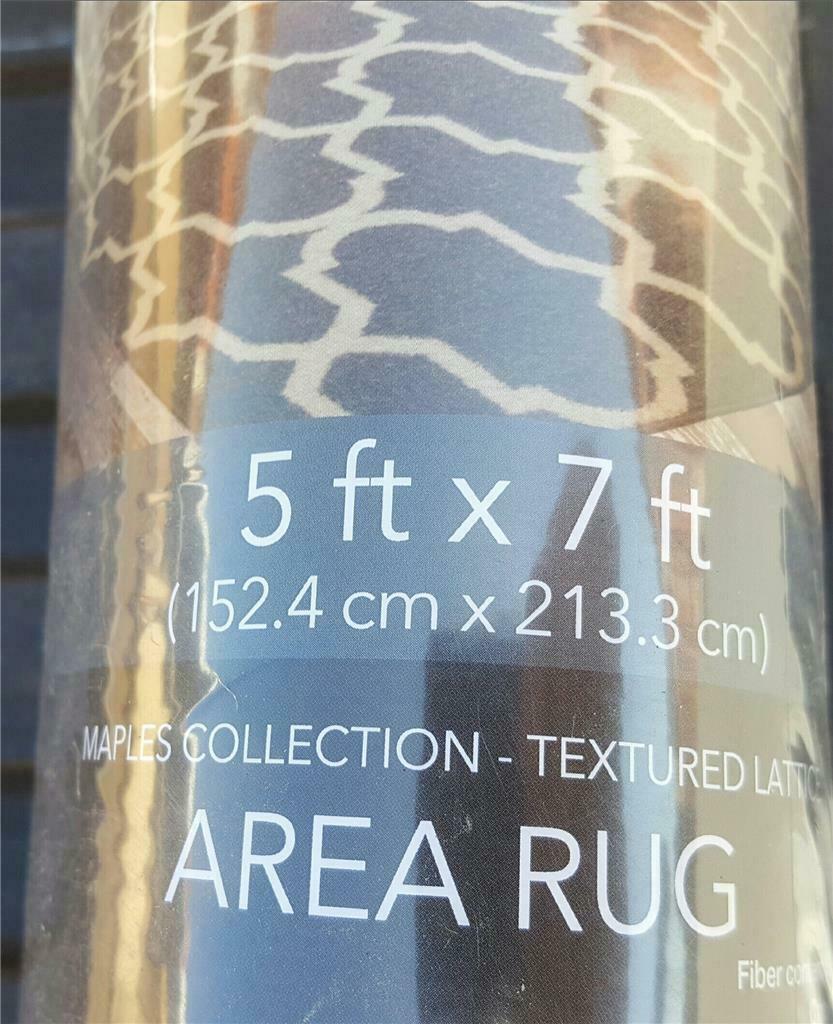 5 ft x 7 ft
(152.4 cm x 213.3 cm)
MAPLES COLLECTION - TEXTURED
AREA RUG
Fiber